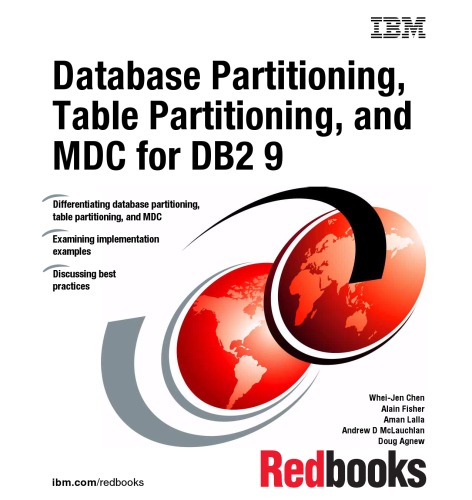 IBM
Database Partitioning,
Table Partitioning, and
MDC for DB2 9
Differentiating database partitioning,
table partitioning, and MDC
Examining implementation
examples
Discussing best
practices
Whei-Jen Chen
Alain Fisher
Aman Lalla
Andrew D McLauchlan
Doug Agnew
ibm.com/redbooks
Redbooks